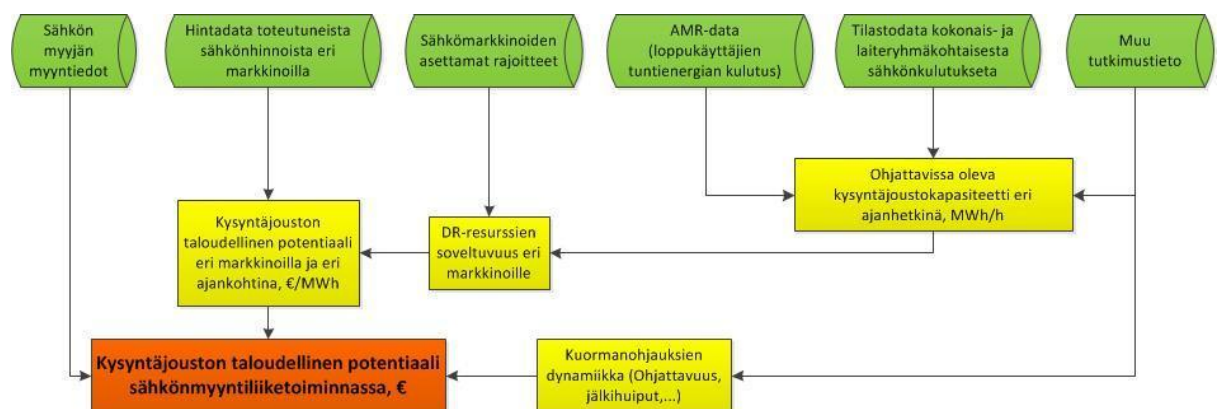 Sähkön
myyjän
myyntiedot
Hintadata toteutuneista
sähkönhinnoista eri
markkinoilla
Sähkömarkkinoiden
asettamat rajoitteet
AMR-data
(loppukäyttäjien
tuntienergian kulutus)
Tilastodata kokonais- ja
laiteryhmäkohtaisesta
sähkönkulutukseta
Muu
tutkimustieto
Ohjattavissa oleva
kysyntäjoustokapasiteetti eri
ajanhetkinä, MWh/h
Kysyntäjouston
taloudellinen potentiaali
eri markkinoilla ja eri
ajankohtina, €/MWh
DR-resurssien
soveltuvuus eri
markkinoille
Kysyntäjouston taloudellinen potentiaali
sähkönmyyntiliiketoiminnassa, €
Kuormanohjauksien
dynamiikka (Ohjattavuus,
jälkihuiput,...)